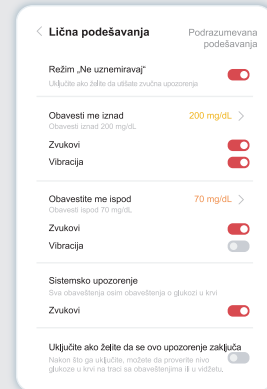 Lična podešavanja
Podrazumevana
podešavanja
Režim „Ne uznemiravaj“
Uključite ako želite da utišate zvučna upozorenja
Obavesti me iznad
200 mg/dL
Obavesti iznad 200 mg/dL
Zvukovi
Vibracija
Obavestite me ispod
70 mg/dL
Obavesti ispod 70 mg/dL
Zvukovi
Vibracija
Sistemsko upozorenje
Sva obaveštenja osim obaveštenja o glukozi u krvi
Zvukovi
Uključite ako želite da se ovo upozorenje zaključa
Nakon što ga uključite, možete da proverite nivo
glukoze u krvi na traci sa obaveštenjima ili u vidžetu,